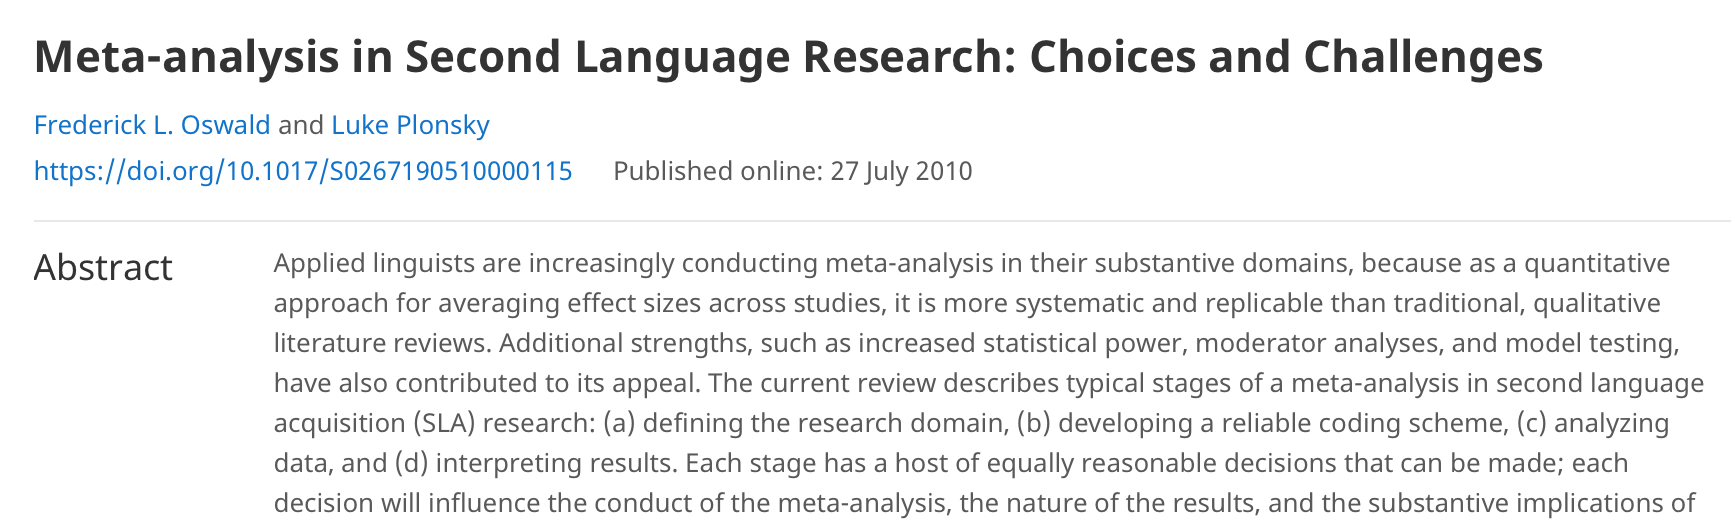 Meta-analysis in Second Language Research: Choices and Challenges
Frederick L. Oswald and Luke Plonsky
https://doi.org/10.1017/S0267190510000115 Published online: 27 July 2010
Abstract
Applied linguists are increasingly conducting meta-analysis in their substantive domains, because as a quantitative
approach for averaging effect sizes across studies, it is more systematic and replicable than traditional, qualitative
literature reviews. Additional strengths, such as increased statistical power, moderator analyses, and model testing,
have also contributed to its appeal. The current review describes typical stages of a meta-analysis in second language
acquisition (SLA) research: (a) defining the research domain, (b) developing a reliable coding scheme, (c) analyzing
data, and (d) interpreting results. Each stage has a host of equally reasonable decisions that can be made; each
decision will influence the conduct of the meta-analysis, the nature of the results, and the substantive implications of